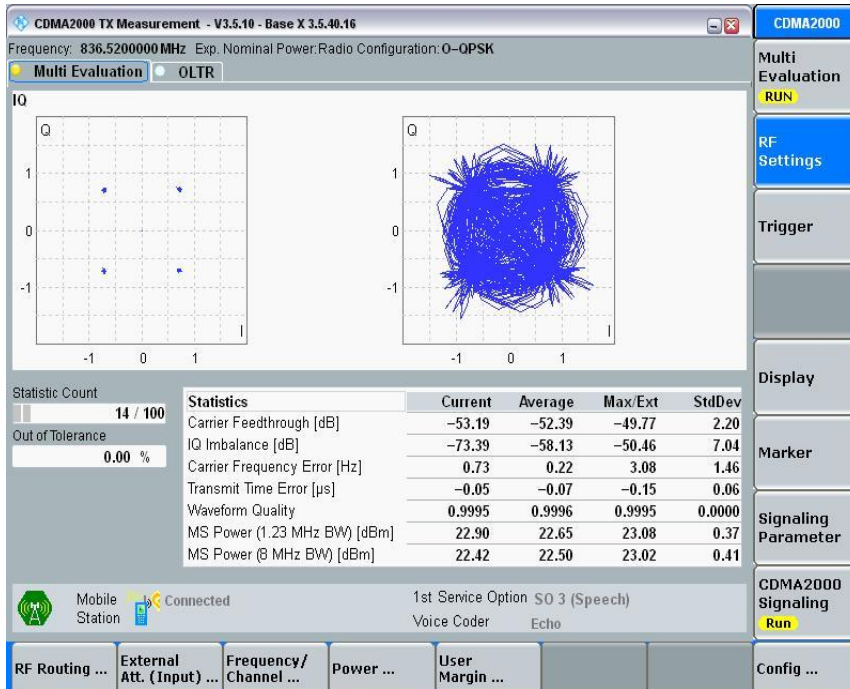 CDMA2000 TX Measurement - V3.5.10 - Base X 3.5.40.16
CDMA2000
Frequency: 836.5200000 MHz Exp. Nominal Power: Radio Configuration: O-QPSK
Multi Evaluation OLTR
Multi
Evaluation
RUN
IQ
Q
1
0
-1
I
-1 0 1
Q
1
0
-1
I
-1 0 1
RF
Settings
Trigger
Display
Marker
Signaling
Parameter
CDMA2000
Signaling
Run
Statistic Count
14 / 100
Out of Tolerance
0.00 %
Statistics Current Average Max/Ext StdDev
Carrier Feedthrough [dB] -53.19 -52.39 -49.77 2.20
IQ Imbalance [dB] -73.39 -58.13 -50.46 7.04
Carrier Frequency Error [Hz] 0.73 0.22 3.08 1.46
Transmit Time Error [µs] -0.05 -0.07 -0.15 0.06
Waveform Quality 0.9995 0.9996 0.9995 0.0000
MS Power (1.23 MHz BW) [dBm] 22.90 22.65 23.08 0.37
MS Power (8 MHz BW) [dBm] 22.42 22.50 23.02 0.41
Mobile
Station
Connected
1st Service Option SO 3 (Speech)
Voice Coder Echo
RF Routing ...
External
Att. (Input) ...
Frequency/
Channel ...
Power ...
User
Margin ...
Config ...